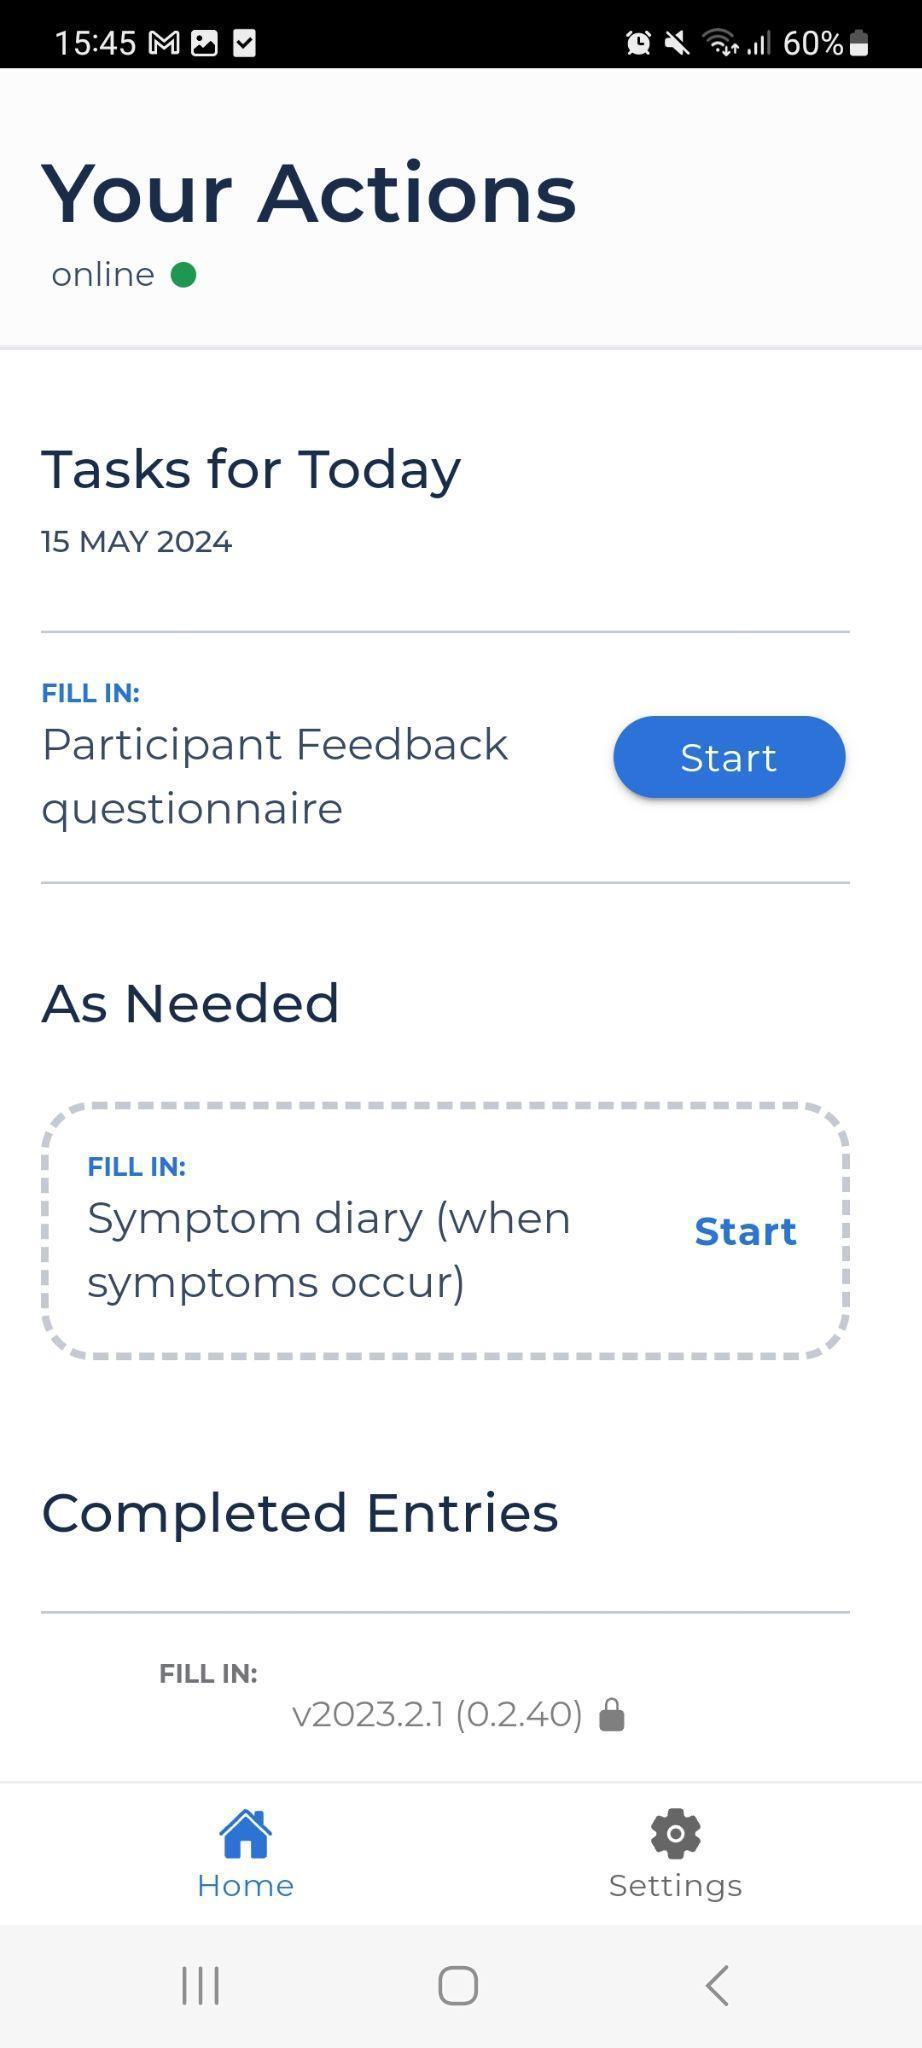 15:45
60%
Your Actions
online
Tasks for Today
15 MAY 2024
FILL IN:
Participant Feedback
questionnaire
Start
As Needed
FILL IN:
Symptom diary (when
symptoms occur)
Start
Completed Entries
FILL IN:
v2023.2.1 (0.2.40)
Home
Settings